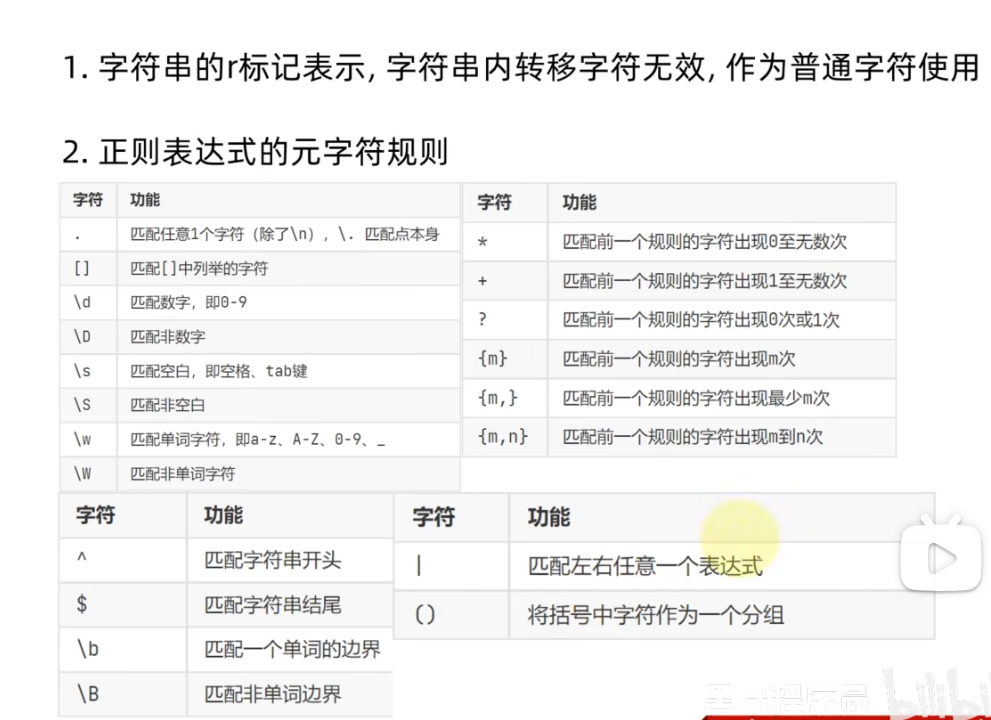 1. 字符串的r标记表示, 字符串内转移字符无效, 作为普通字符使用
2. 正则表达式的元字符规则
字符 功能
. 匹配任意1个字符（除了\n）, \. 匹配点本身
[] 匹配[]中列举的字符
\d 匹配数字，即0-9
\D 匹配非数字
\s 匹配空白，即空格、tab键
\S 匹配非空白
\w 匹配单词字符，即a-z、A-Z、0-9、_
\W 匹配非单词字符
字符 功能
* 匹配前一个规则的字符出现0至无数次
+ 匹配前一个规则的字符出现1至无数次
? 匹配前一个规则的字符出现0次或1次
{m} 匹配前一个规则的字符出现m次
{m,} 匹配前一个规则的字符出现最少m次
{m,n} 匹配前一个规则的字符出现m到n次
字符 功能
^ 匹配字符串开头
$ 匹配字符串结尾
\b 匹配一个单词的边界
\B 匹配非单词边界
字符 功能
| 匹配左右任意一个表达式
() 将括号中字符作为一个分组